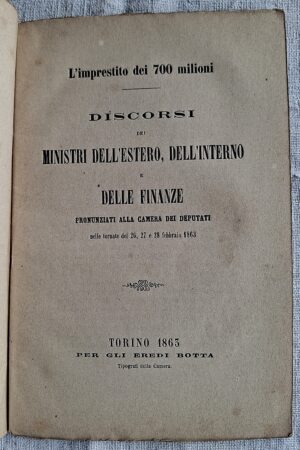 L'imprestito dei 700 milioni
DISCORSI
DEI
MINISTRI DELL'ESTERO, DELL'INTERNO
E
DELLE FINANZE
PRONUNZIATI ALLA CAMERA DEI DEPUTATI
nelle tornate del 26, 27 e 28 febbraio 1863
TORINO 1863
PER GLI EREDI BOTTA
Tipografi della Camera.